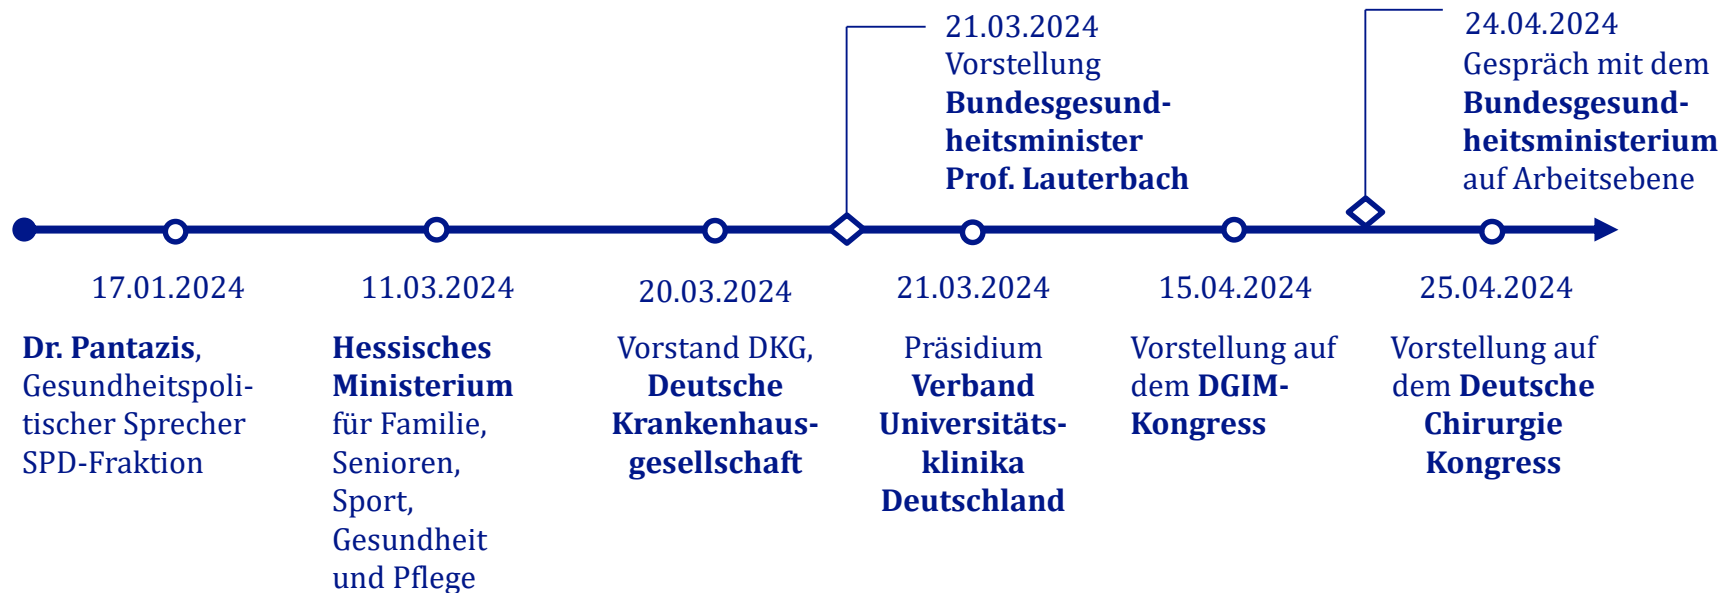 21.03.2024
Vorstellung
Bundesgesund-
heitsminister
Prof. Lauterbach
24.04.2024
Gespräch mit dem
Bundesgesund-
heitsministerium
auf Arbeitsebene
17.01.2024
Dr. Pantazis,
Gesundheitspoli-
tischer Sprecher
SPD-Fraktion
11.03.2024
Hessisches
Ministerium
für Familie,
Senioren,
Sport,
Gesundheit
und Pflege
20.03.2024
Vorstand DKG,
Deutsche
Krankenhaus-
gesellschaft
21.03.2024
Präsidium
Verband
Universitäts-
klinika
Deutschland
15.04.2024
Vorstellung auf
dem DGIM-
Kongress
25.04.2024
Vorstellung auf
dem Deutsche
Chirurgie
Kongress